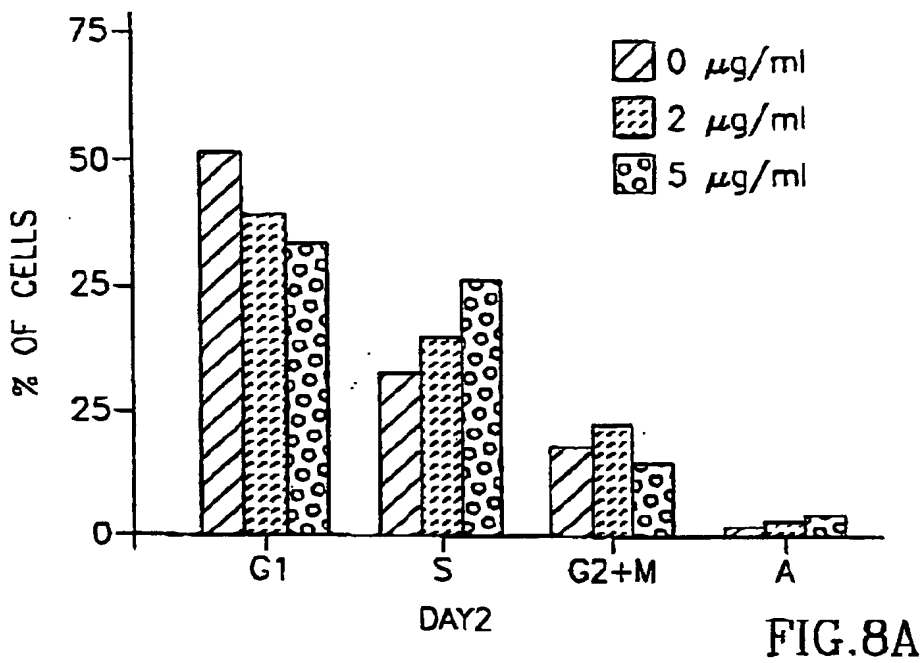 75
50
25
25
0
% OF CELLS
0 μg/ml
2 μg/ml
5 μg/ml
G1 S G2+M A
DAY2
FIG.8A